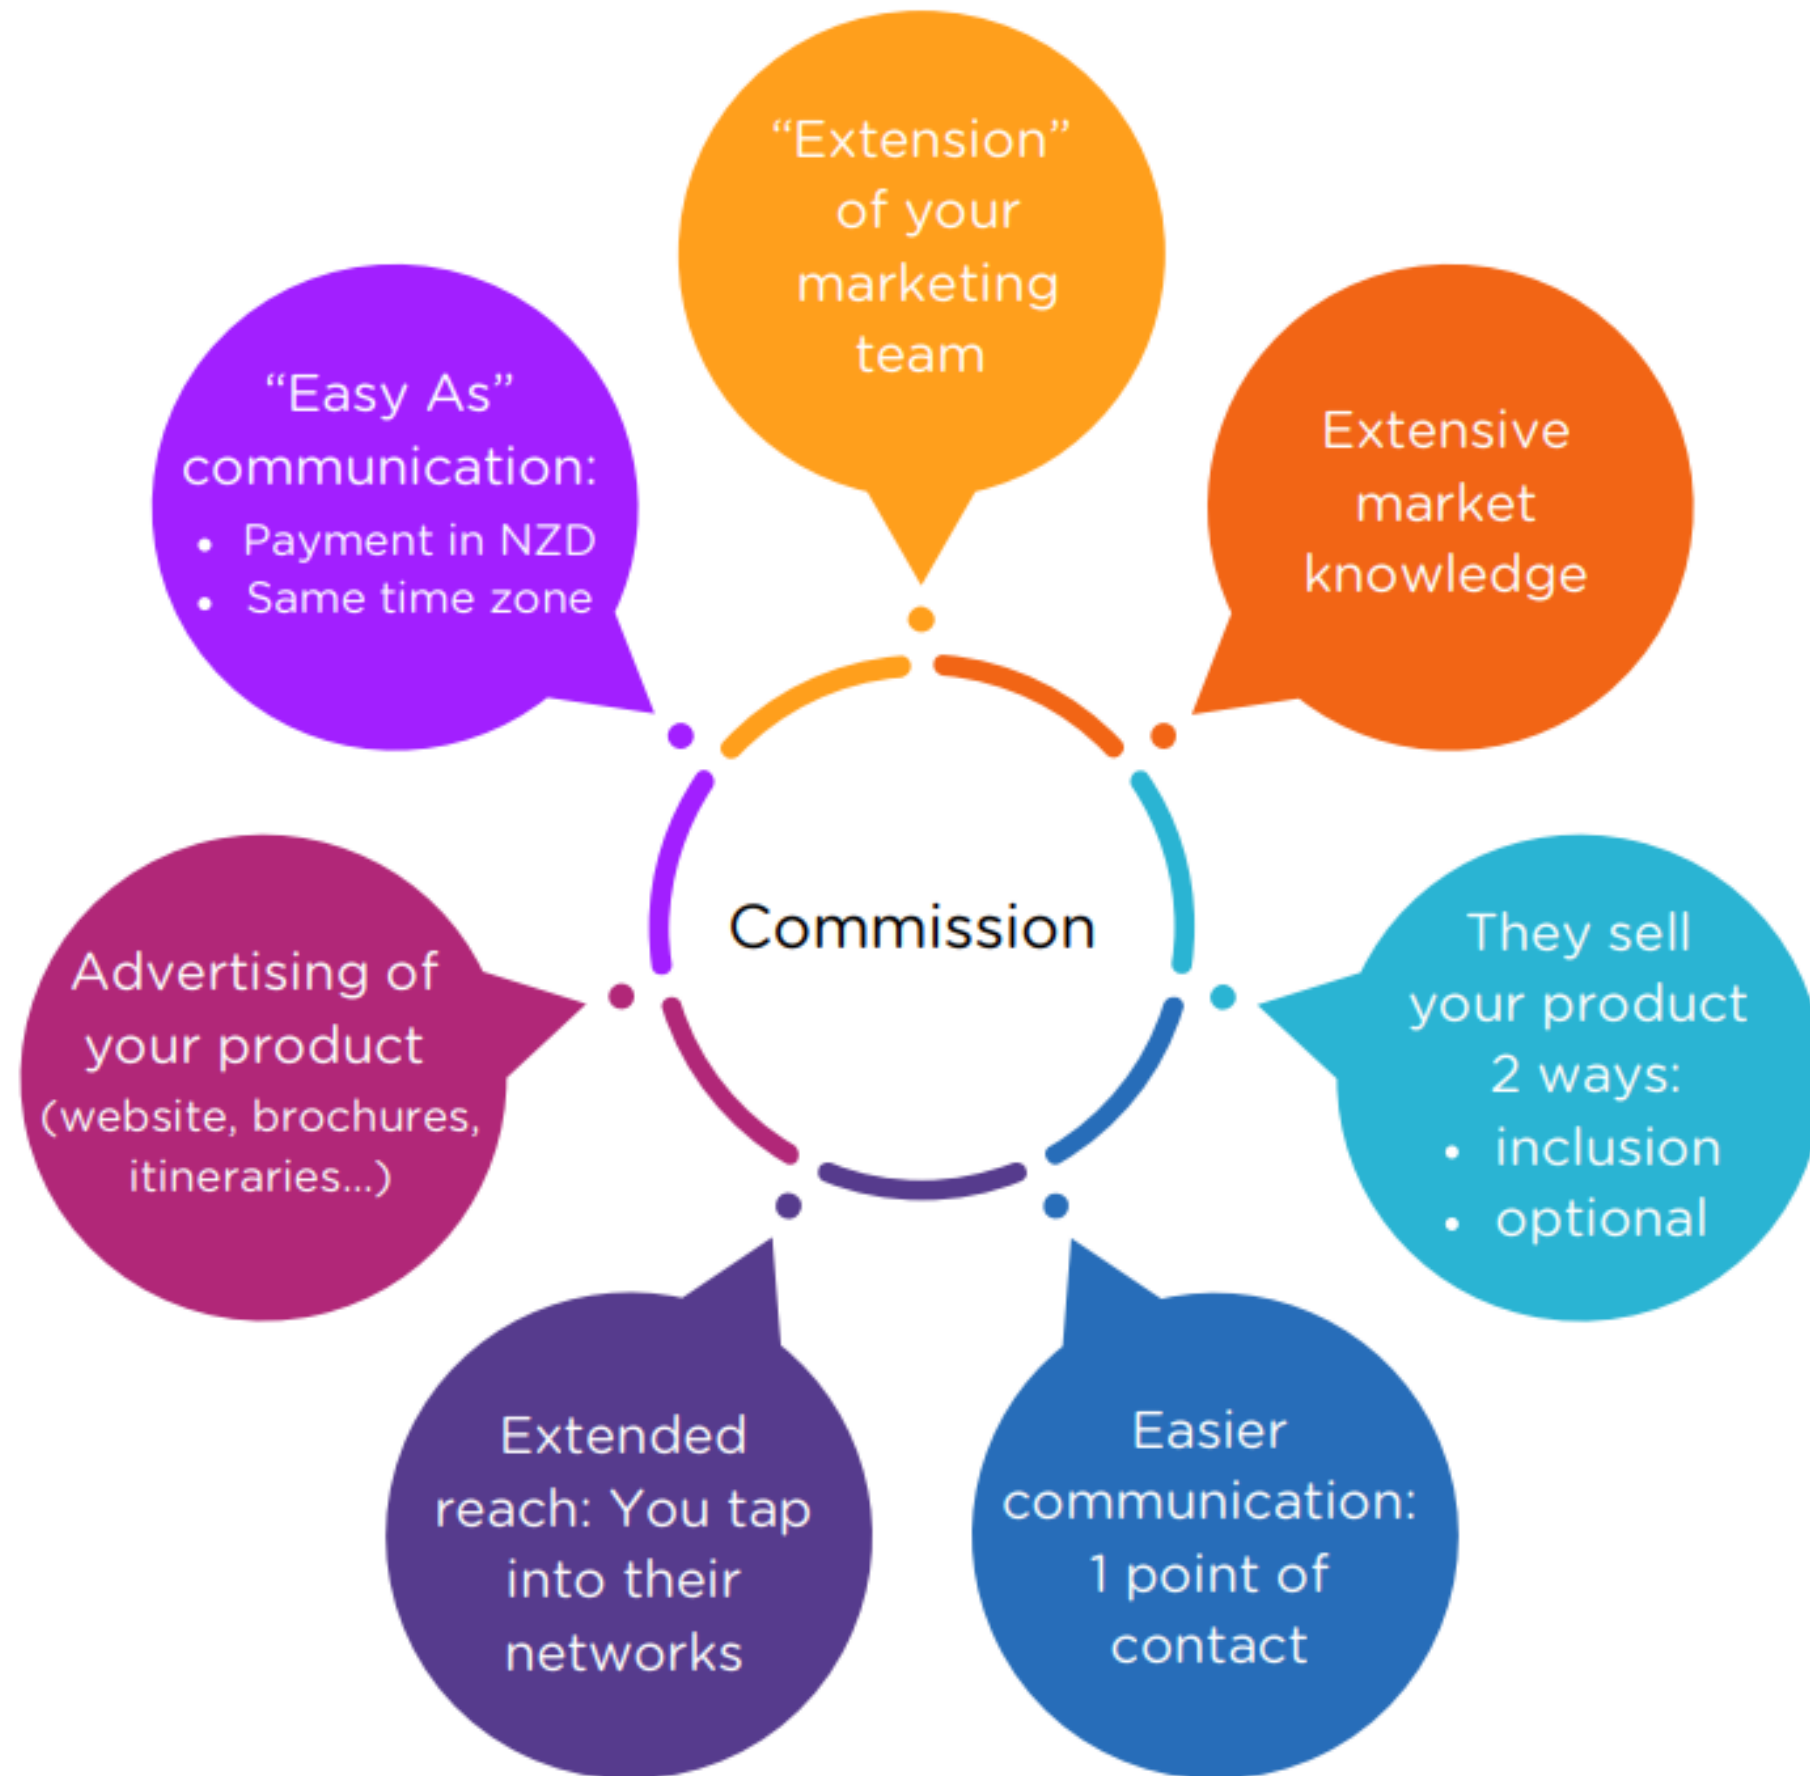 “Extension”
of your
marketing
team
Extensive
market
knowledge
They sell
your product
2 ways:
• inclusion
• optional
Easier
communication:
1 point of
contact
Extended
reach: You tap
into their
networks
Advertising of
your product
(website, brochures,
itineraries...)
“Easy As”
communication:
• Payment in NZD
• Same time zone
Commission